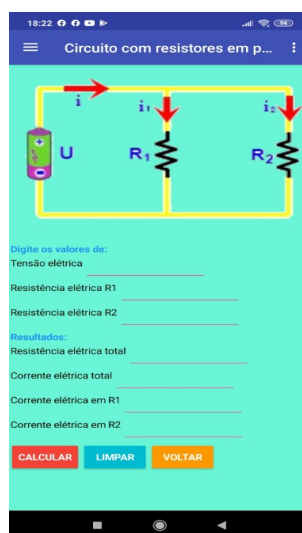 18:22
94
Circuito com resistores em p...
i
i₁
i₂
U
R₁
R₂
Digite os valores de:
Tensão elétrica
Resistência elétrica R1
Resistência elétrica R2
Resultados:
Resistência elétrica total
Corrente elétrica total
Corrente elétrica em R1
Corrente elétrica em R2
CALCULAR LIMPAR VOLTAR